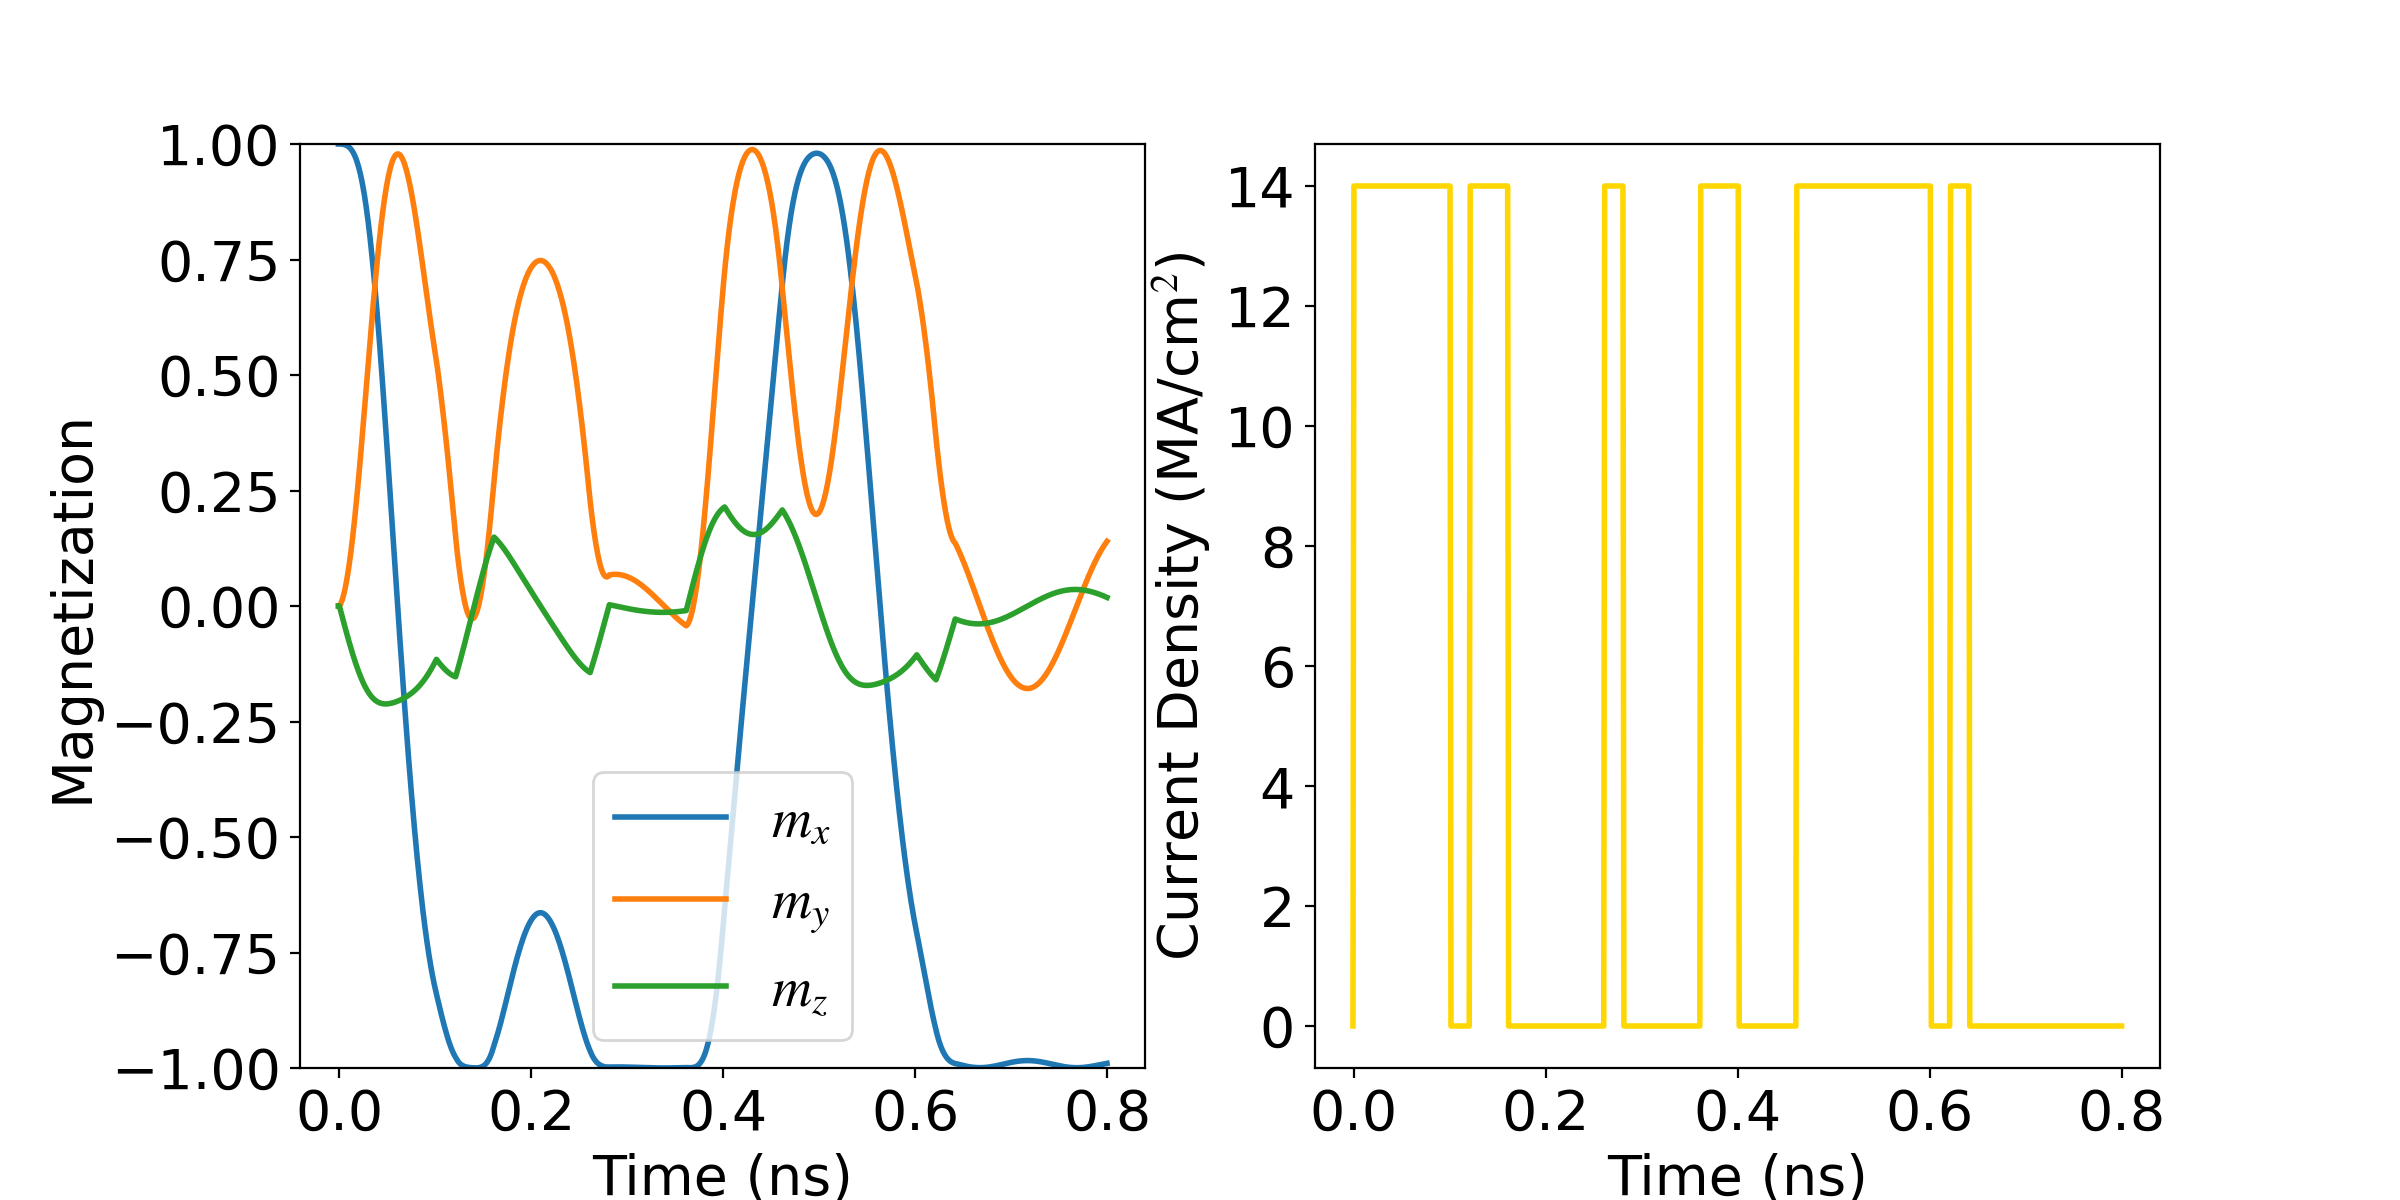 Magnetization
1.00
0.75
0.50
0.25
0.00
−0.25
−0.50
−0.75
−1.00
0.0 0.2 0.4 0.6 0.8
Time (ns)
m_x
m_y
m_z
Current Density (MA/cm²)
14
12
10
8
6
4
2
0
0.0 0.2 0.4 0.6 0.8
Time (ns)